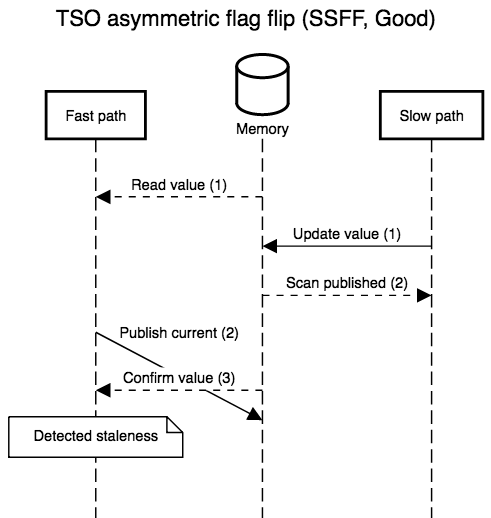 TSO asymmetric flag flip (SSFF, Good)
Fast path
Memory
Slow path
Read value (1)
Update value (1)
Scan published (2)
Publish current (2)
Confirm value (3)
Detected staleness